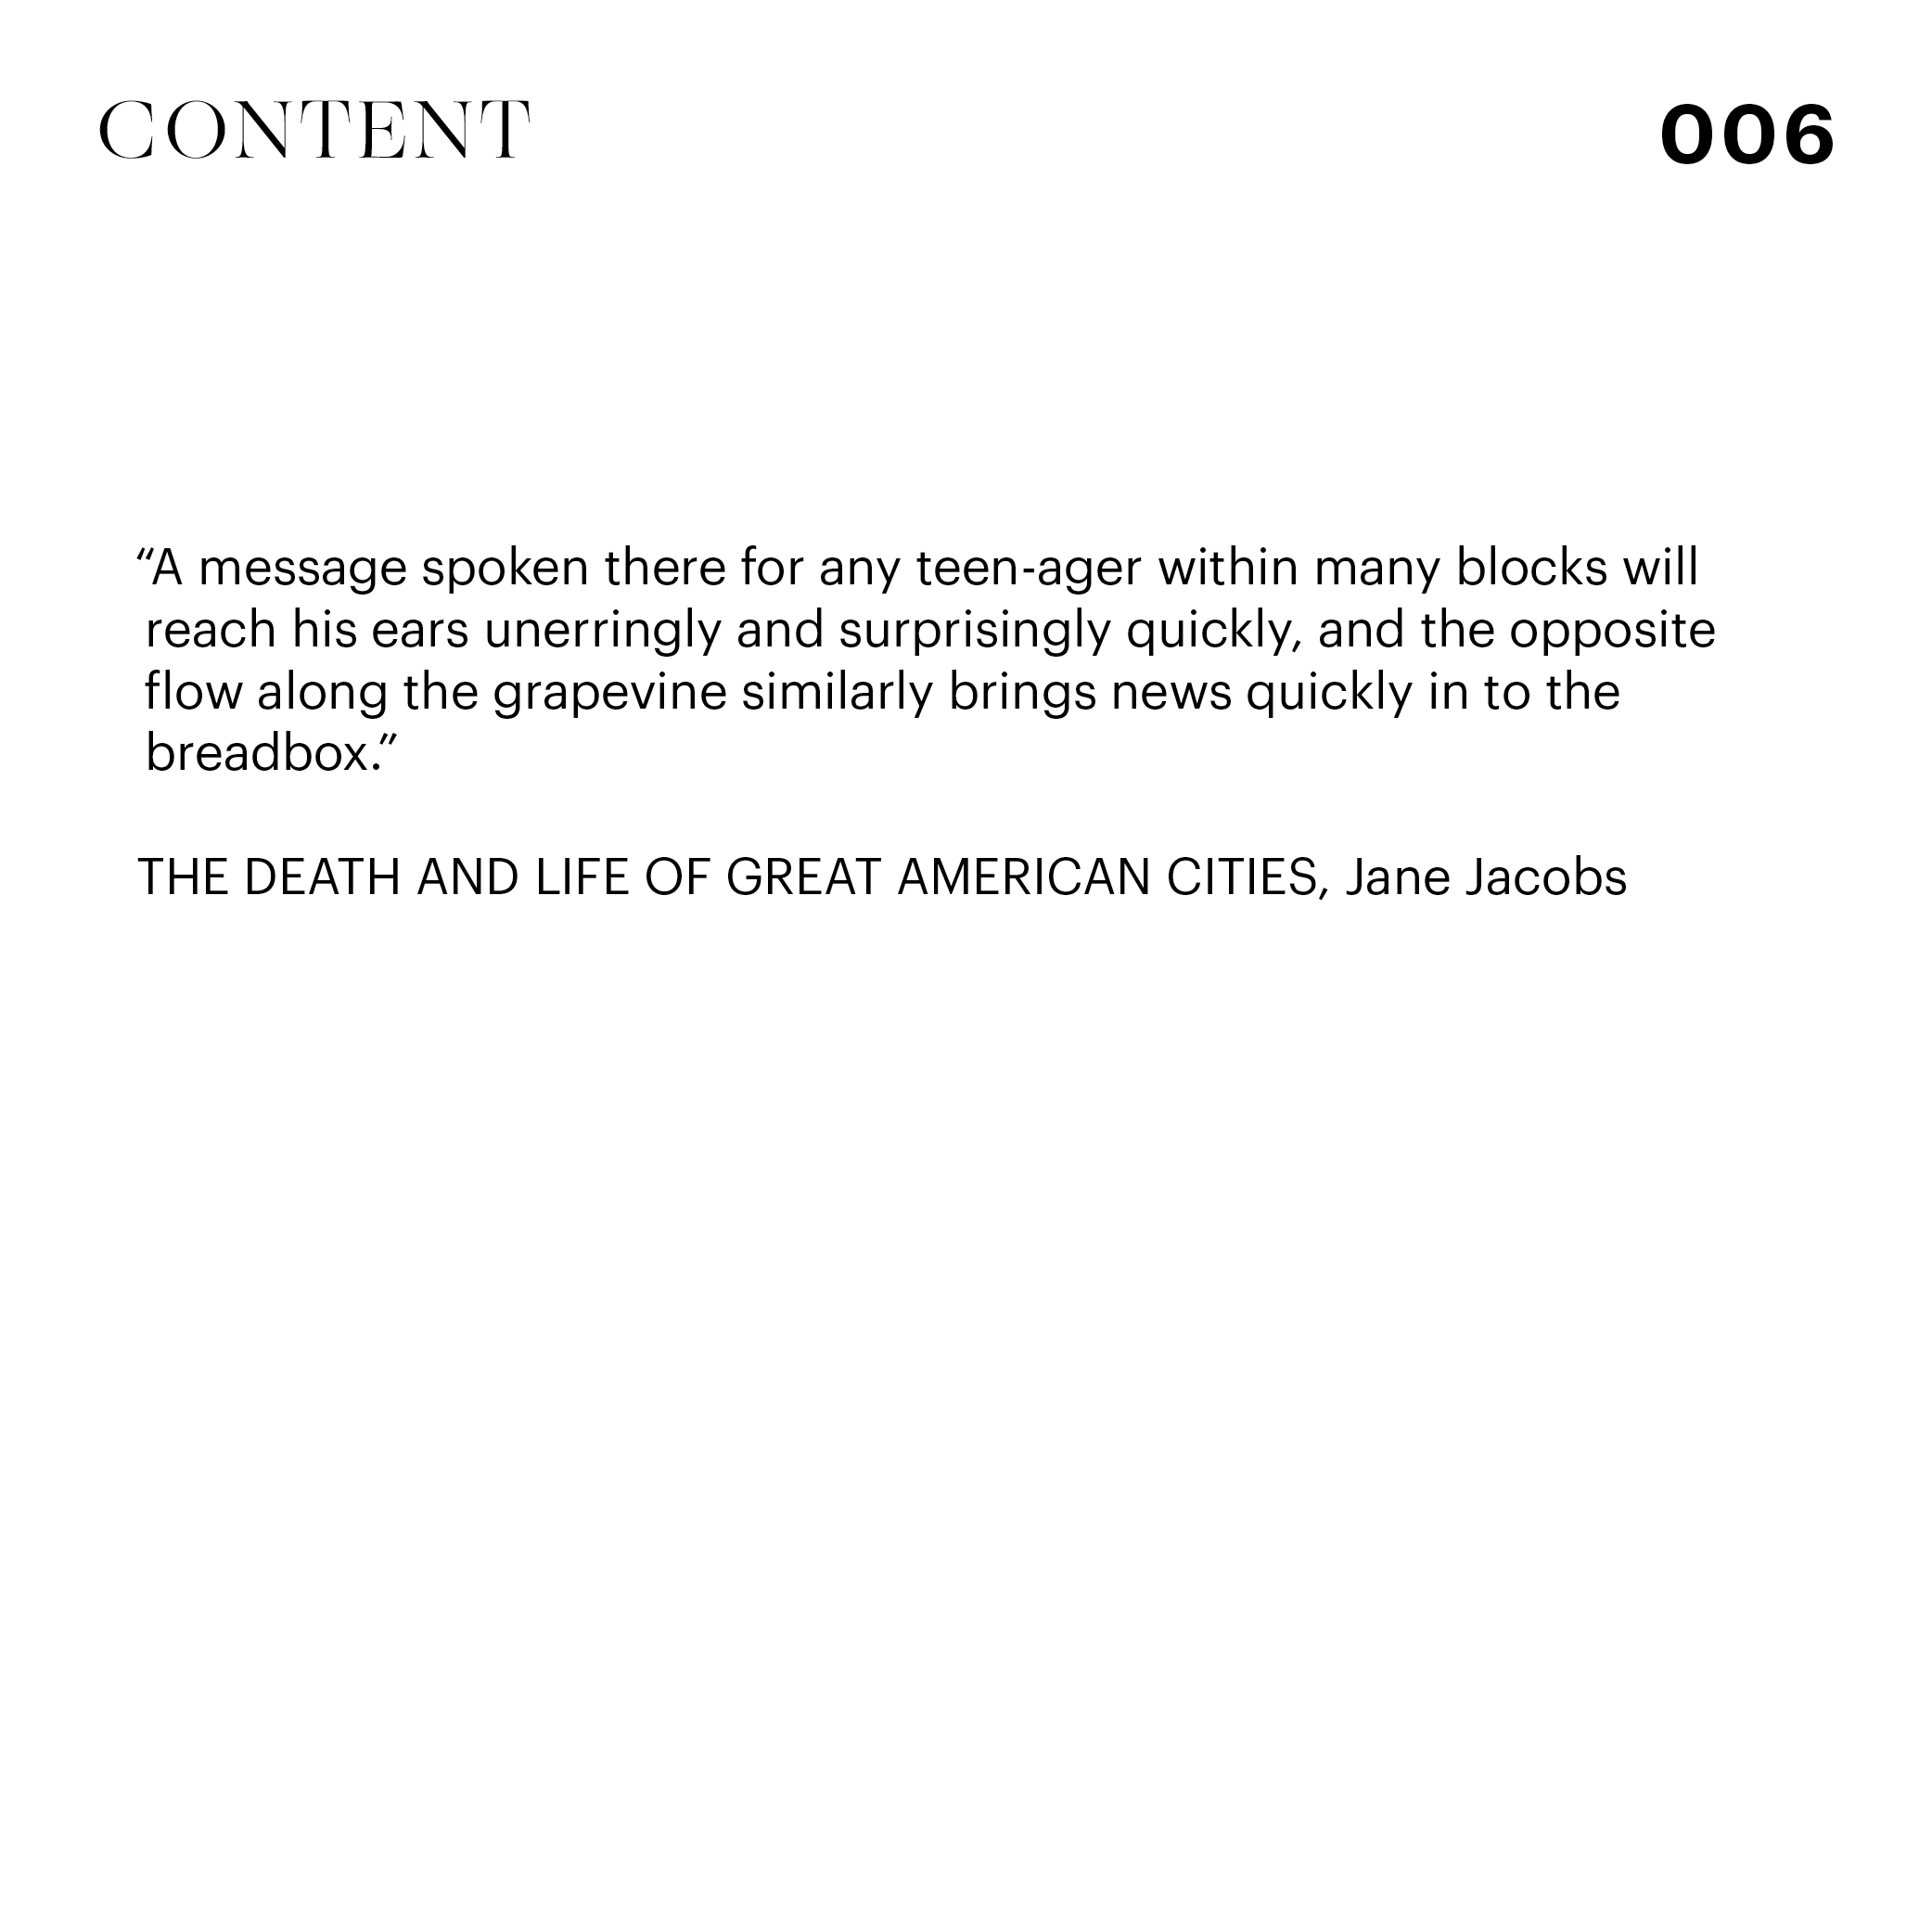 CONTENT
006
“A message spoken there for any teen-ager within many blocks will
reach his ears unerringly and surprisingly quickly, and the opposite
flow along the grapevine similarly brings news quickly in to the
breadbox.”
THE DEATH AND LIFE OF GREAT AMERICAN CITIES, Jane Jacobs